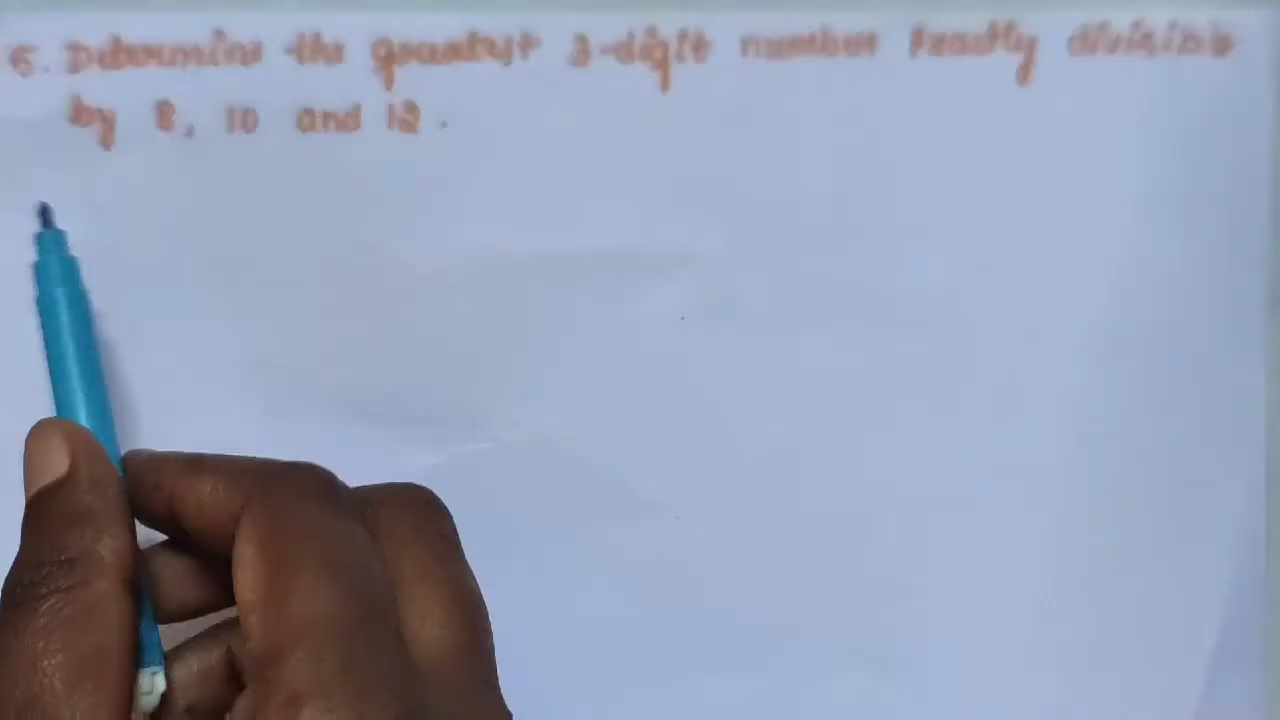 5. Determine the greatest 3-digit number Exactly divisible
by 8, 10 and 12.